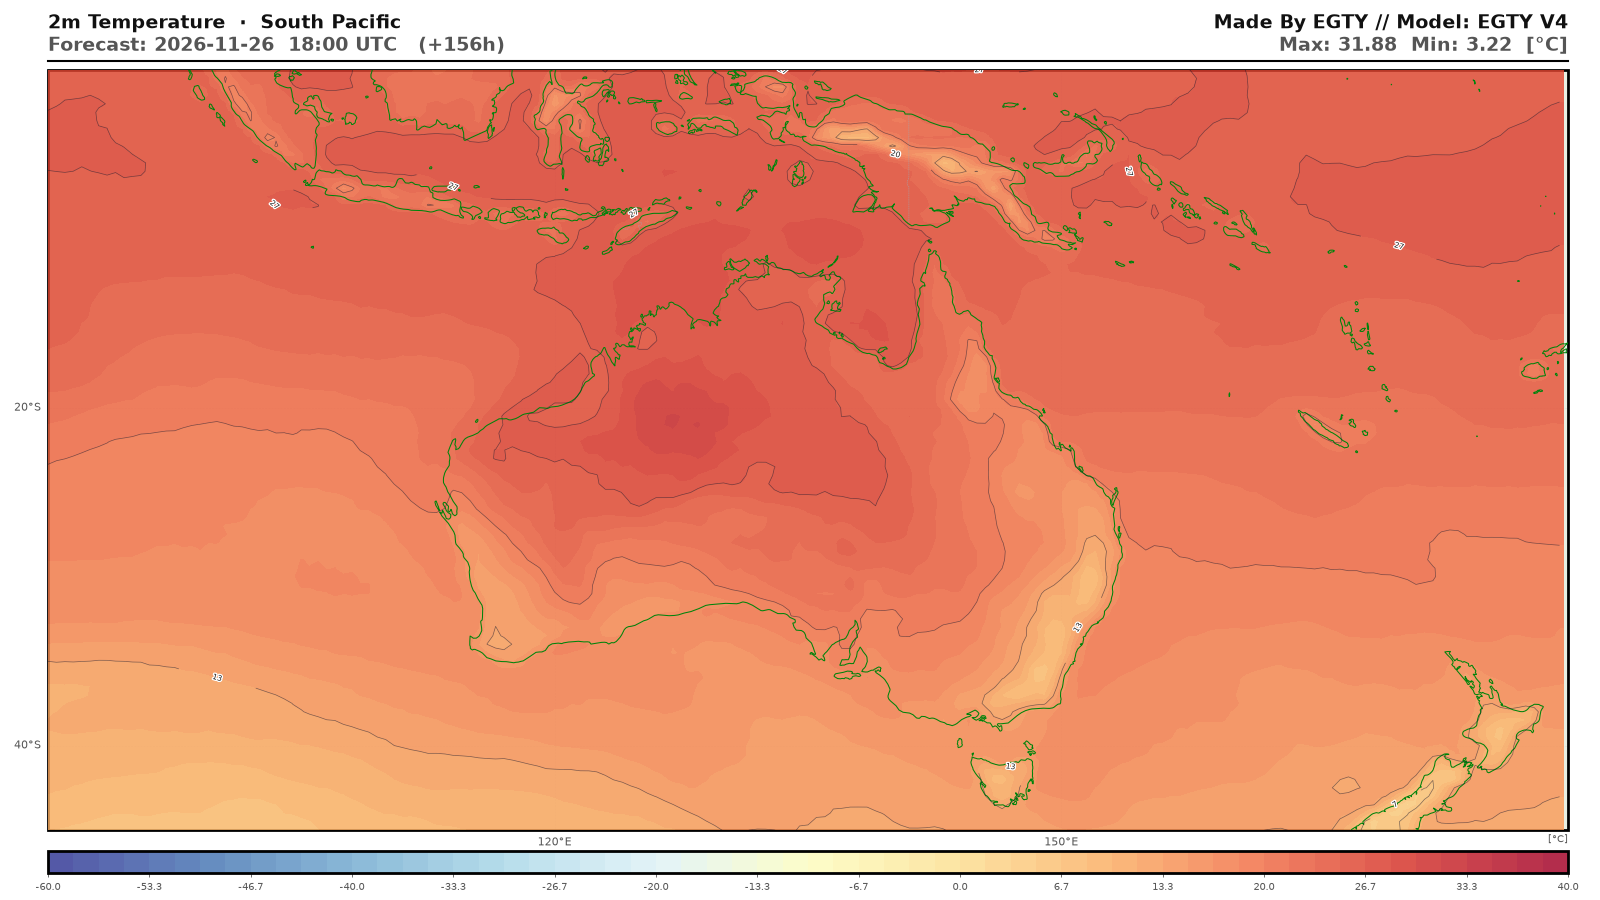 2m Temperature · South Pacific
Made By EGTY // Model: EGTY V4
Forecast: 2026-11-26 18:00 UTC (+156h)
Max: 31.88 Min: 3.22 [°C]
20
27
27
27
27
27
20°S
13
13
40°S
13
7
120°E
150°E
[°C]
-60.0 -53.3 -46.7 -40.0 -33.3 -26.7 -20.0 -13.3 -6.7 0.0 6.7 13.3 20.0 26.7 33.3 40.0